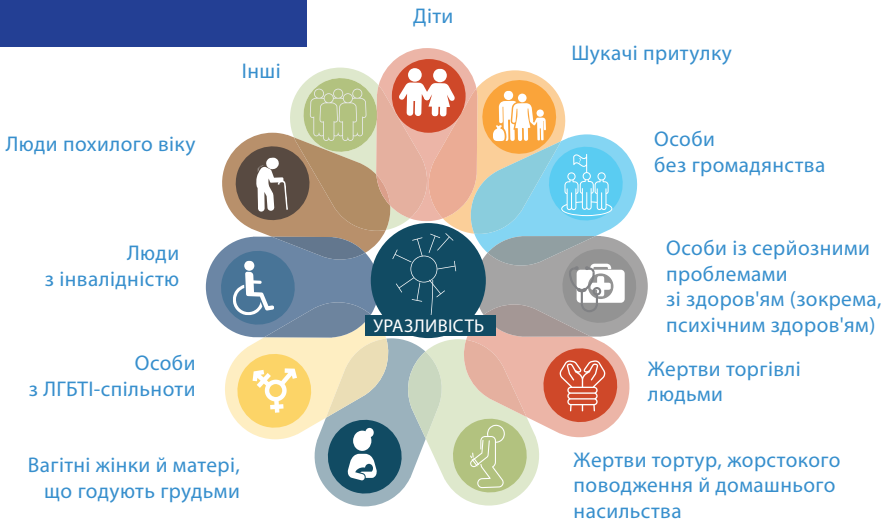 Діти
Шукачі притулку
Особи
без громадянства
Особи із серйозними
проблемами
зі здоров'ям (зокрема,
психічним здоров'ям)
Жертви торгівлі
людьми
Жертви тортур, жорстокого
поводження й домашнього
насильства
Вагітні жінки й матері,
що годують грудьми
Особи
з ЛГБТІ-спільноти
Люди
з інвалідністю
Люди похилого віку
Інші
УРАЗЛИВІСТЬ